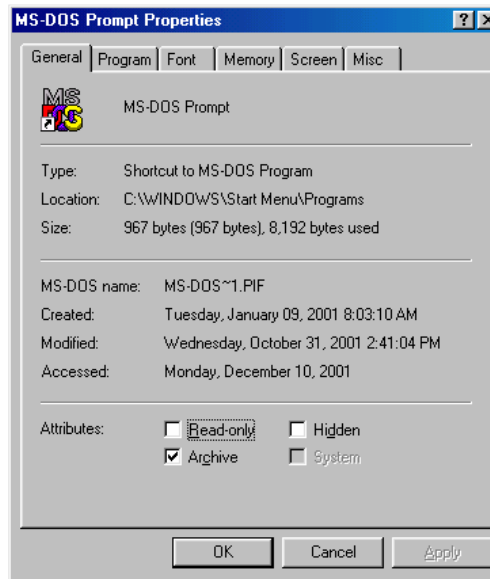 MS-DOS Prompt Properties
General Program Font Memory Screen Misc
MS
DOS
MS-DOS Prompt
Type: Shortcut to MS-DOS Program
Location: C:\WINDOWS\Start Menu\Programs
Size: 967 bytes (967 bytes), 8,192 bytes used
MS-DOS name: MS-DOS~1.PIF
Created: Tuesday, January 09, 2001 8:03:10 AM
Modified: Wednesday, October 31, 2001 2:41:04 PM
Accessed: Monday, December 10, 2001
Attributes: Read-only Hidden
Archive System
OK Cancel Apply